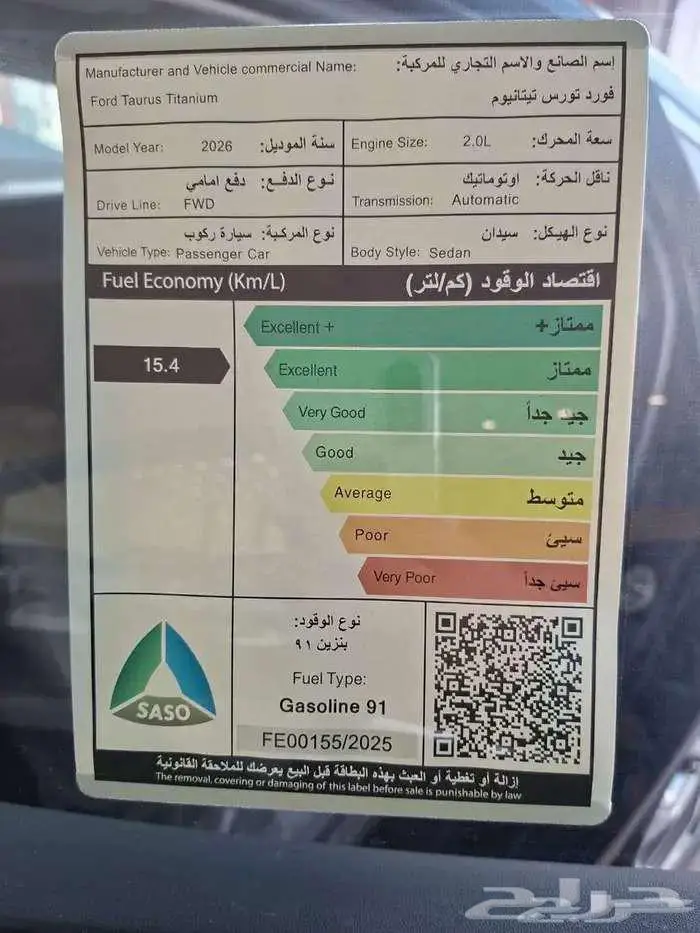 Manufacturer and Vehicle commercial Name: إسم الصانع والاسم التجاري للمركبة:
Ford Taurus Titanium فورد تورس تيتانيوم
Model Year: 2026 سنة الموديل:
Engine Size: 2.0L سعة المحرك:
نوع الدفع: دفع امامي
Drive Line: FWD
ناقل الحركة: اوتوماتيك
Transmission: Automatic
نوع المركبة: سيارة ركوب
Vehicle Type: Passenger Car
نوع الهيكل: سيدان
Body Style: Sedan
Fuel Economy (Km/L) اقتصاد الوقود (كم/لتر)
Excellent + ممتاز+
15.4
Excellent ممتاز
Very Good جيد جداً
Good جيد
Average متوسط
Poor سيئ
Very Poor سيئ جداً
SASO
نوع الوقود:
بنزين ٩١
Fuel Type:
Gasoline 91
FE00155/2025
إزالة أو تغطية أو العبث بهذه البطاقة قبل البيع يعرضك للملاحقة القانونية
The removal, covering or damaging of this label before sale is punishable by law
حراج